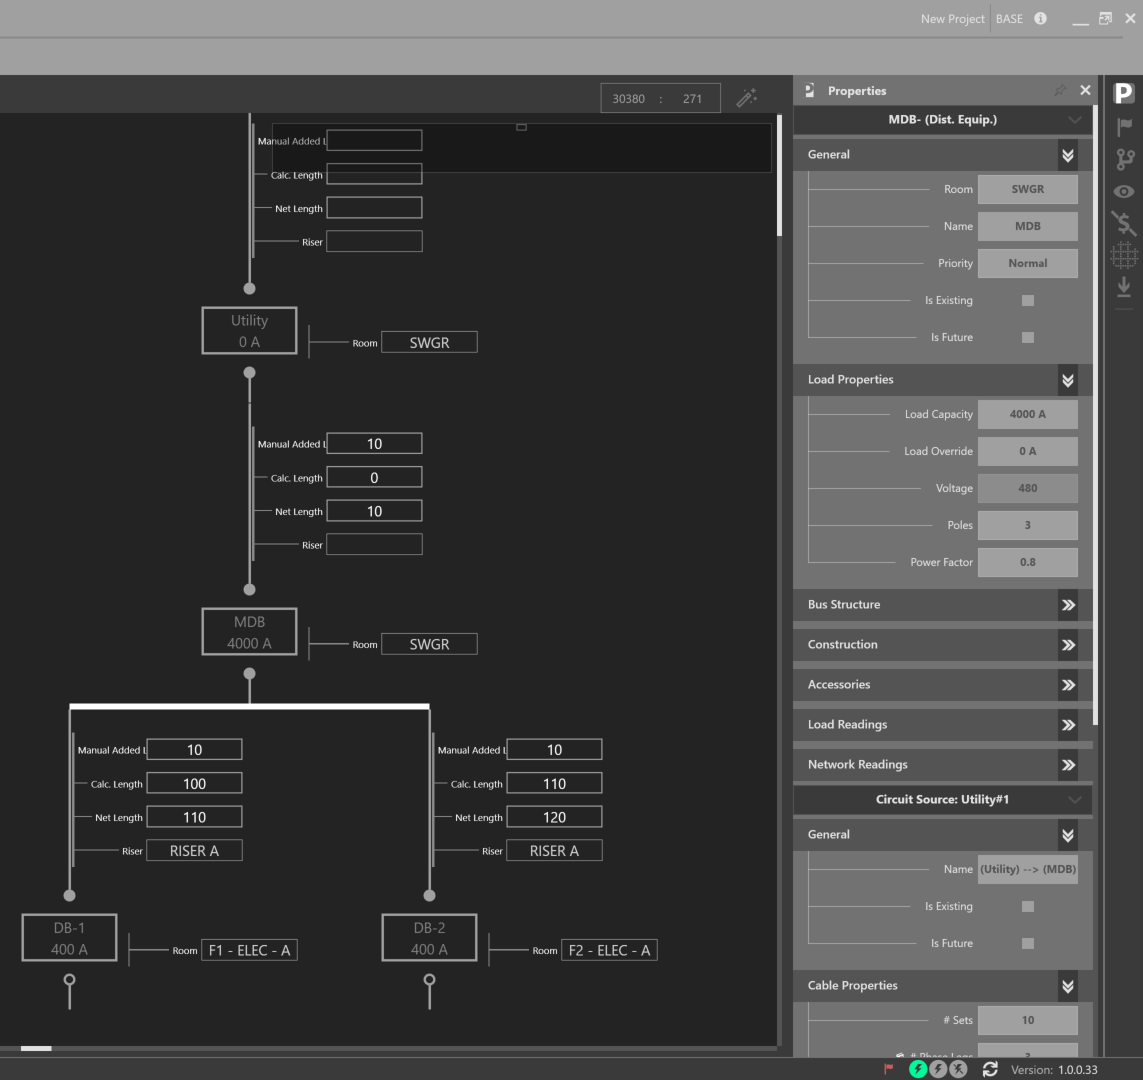 New Project BASE
30380 : 271
Properties
MDB- (Dist. Equip.)
General
Room SWGR
Name MDB
Priority Normal
Is Existing
Is Future
Load Properties
Load Capacity 4000 A
Load Override 0 A
Voltage 480
Poles 3
Power Factor 0.8
Bus Structure
Construction
Accessories
Load Readings
Network Readings
Circuit Source: Utility#1
General
Name (Utility) --> (MDB)
Is Existing
Is Future
Cable Properties
# Sets 10
# Phase Legs 3
Manual Added L
Calc. Length
Net Length
Riser
Utility
0 A
Room SWGR
Manual Added L 10
Calc. Length 0
Net Length 10
Riser
MDB
4000 A
Room SWGR
Manual Added L 10
Calc. Length 100
Net Length 110
Riser RISER A
DB-1
400 A
Room F1 - ELEC - A
Manual Added L 10
Calc. Length 110
Net Length 120
Riser RISER A
DB-2
400 A
Room F2 - ELEC - A
Version: 1.0.0.33